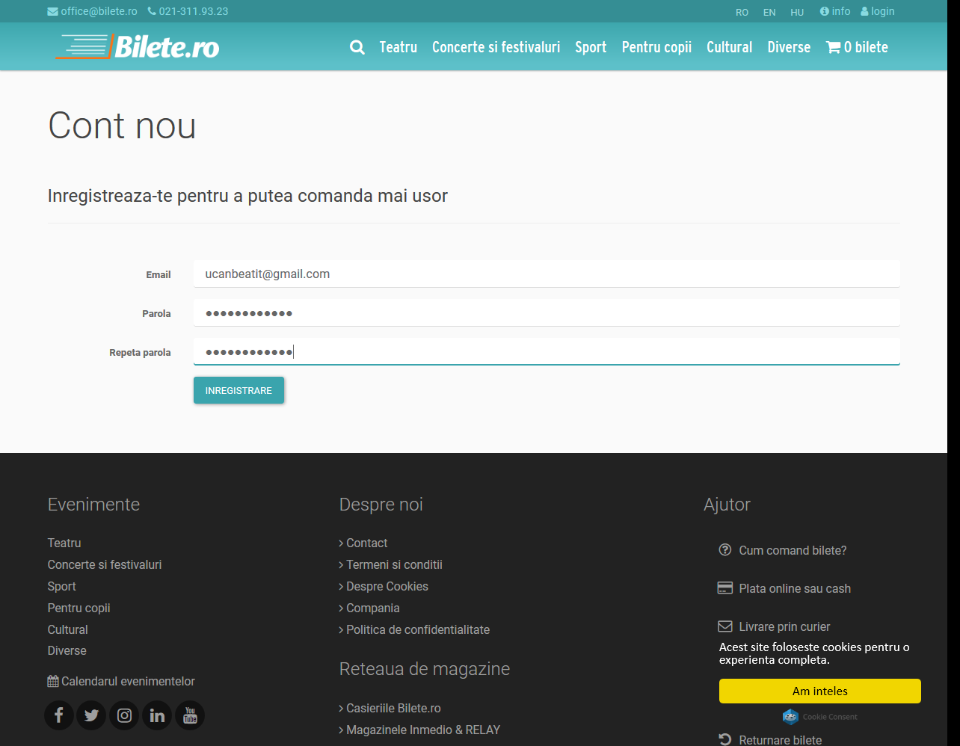 office@bilete.ro 021-311.93.23 RO EN HU info login
Bilete.ro Teatru Concerte si festivaluri Sport Pentru copii Cultural Diverse 0 bilete
Cont nou
Inregistreaza-te pentru a putea comanda mai usor
Email ucanbeatit@gmail.com
Parola ••••••••••••
Repeta parola ••••••••••••
INREGISTRARE
Evenimente
Teatru
Concerte si festivaluri
Sport
Pentru copii
Cultural
Diverse
Calendarul evenimentelor
Despre noi
› Contact
› Termeni si conditii
› Despre Cookies
› Compania
› Politica de confidentialitate
Reteaua de magazine
› Casieriile Bilete.ro
› Magazinele Inmedio & RELAY
Ajutor
Cum comand bilete?
Plata online sau cash
Livrare prin curier
Acest site foloseste cookies pentru o
experienta completa.
Am inteles
Cookie Consent
Returnare bilete